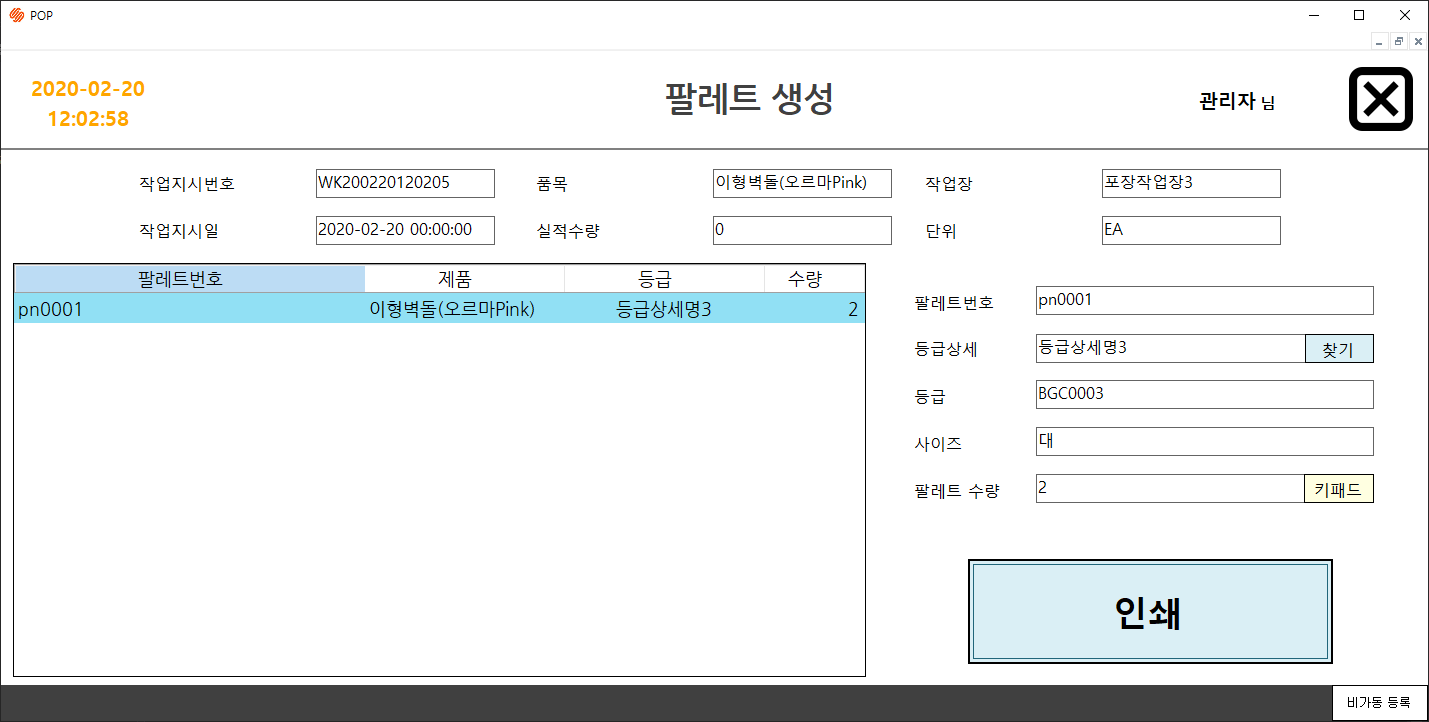 POP
2020-02-20
12:02:58
팔레트 생성
관리자 님
작업지시번호 WK200220120205 품목 이형벽돌(오르마Pink) 작업장 포장작업장3
작업지시일 2020-02-20 00:00:00 실적수량 0 단위 EA
팔레트번호 제품 등급 수량
pn0001 이형벽돌(오르마Pink) 등급상세명3 2
팔레트번호 pn0001
등급상세 등급상세명3 찾기
등급 BGC0003
사이즈 대
팔레트 수량 2 키패드
인쇄
비가동 등록